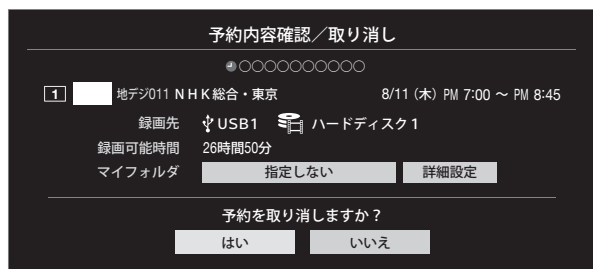 予約内容確認／取り消し
○○○○○○○○○○
1 地デジ011 NHK総合・東京 8/11（木）PM 7:00 ～ PM 8:45
録画先 USB1 ハードディスク1
録画可能時間 26時間50分
マイフォルダ 指定しない 詳細設定
予約を取り消しますか？
はい いいえ